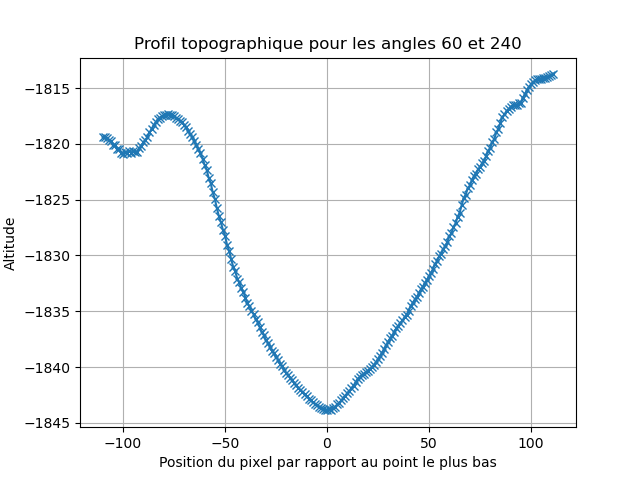 Profil topographique pour les angles 60 et 240
Altitude
−1815
−1820
−1825
−1830
−1835
−1840
−1845
−100 −50 0 50 100
Position du pixel par rapport au point le plus bas